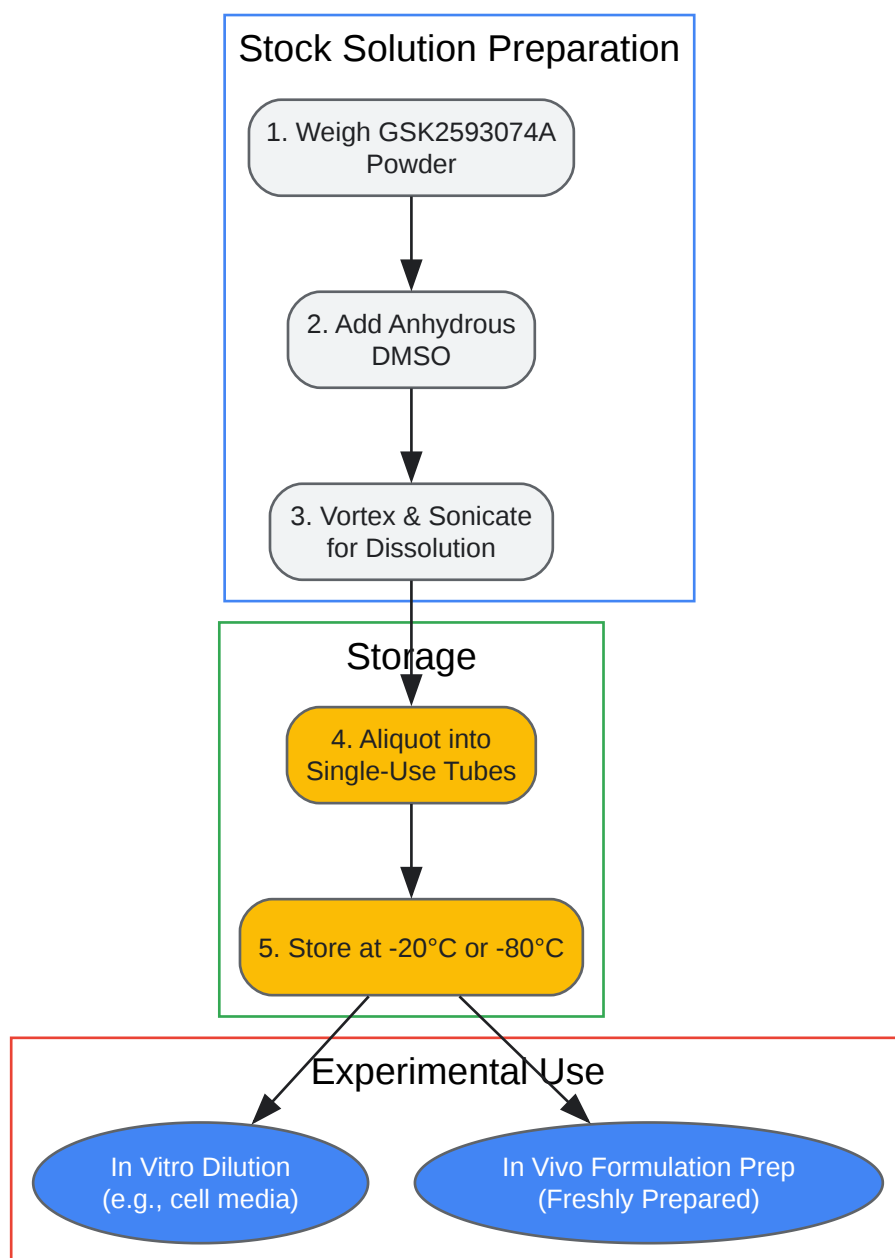 Stock Solution Preparation
1. Weigh GSK2593074A
Powder
2. Add Anhydrous
DMSO
3. Vortex & Sonicate
for Dissolution
Storage
4. Aliquot into
Single-Use Tubes
5. Store at -20°C or -80°C
Experimental Use
In Vitro Dilution
(e.g., cell media)
In Vivo Formulation Prep
(Freshly Prepared)